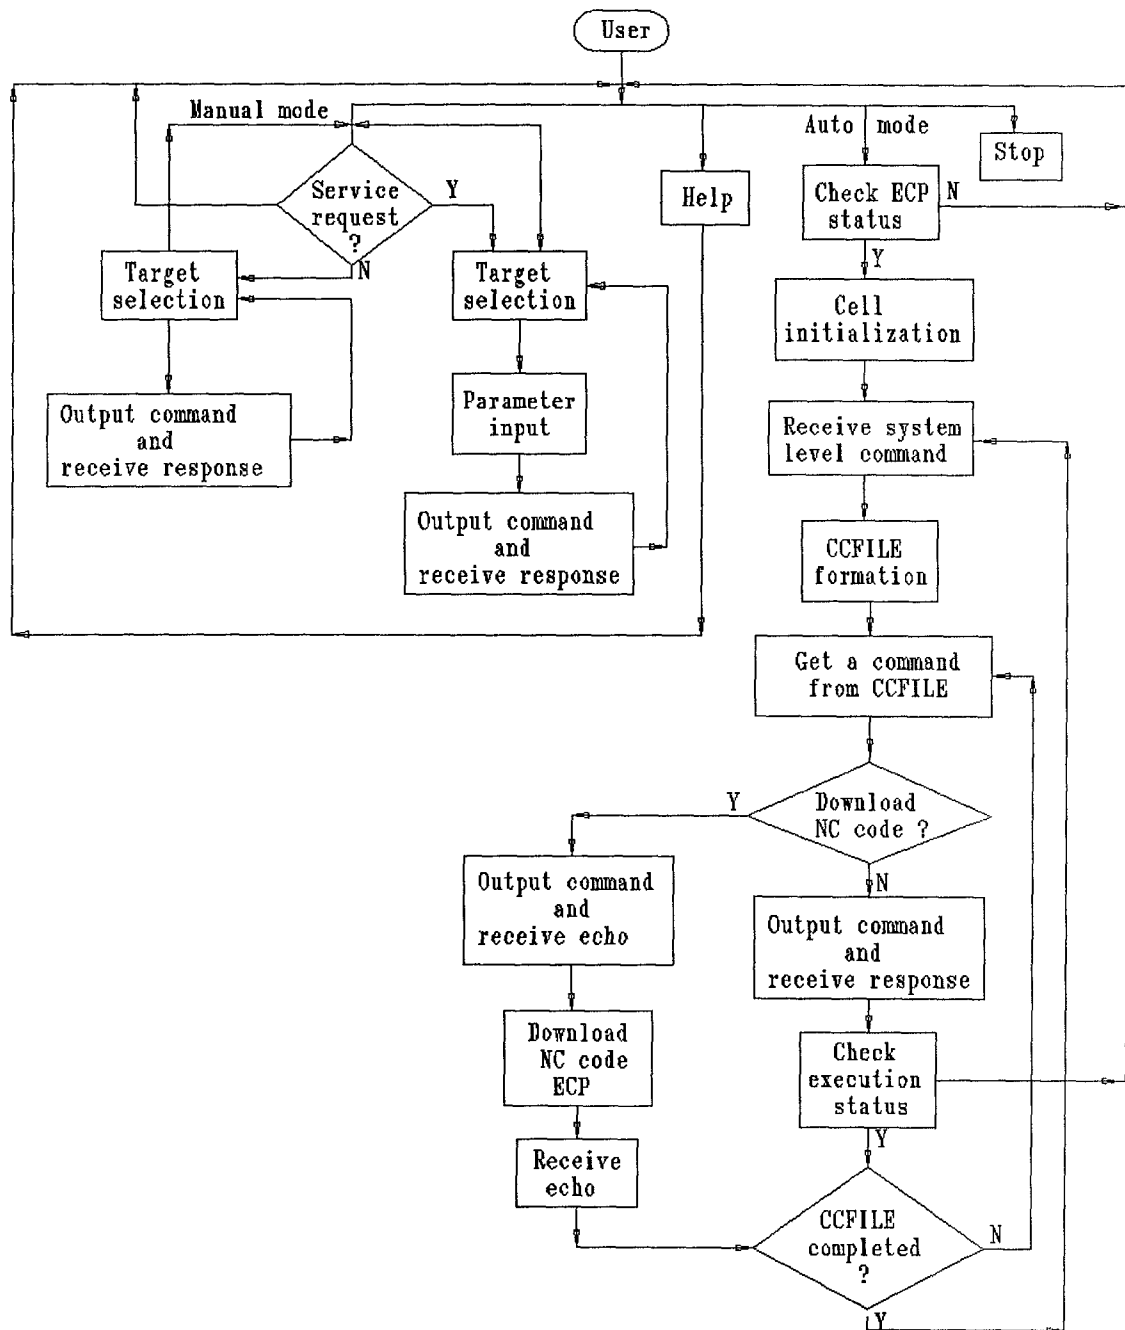 User
Manual mode
Auto mode
Stop
Service
request
?
Y
N
Help
Check ECP
status
N
Y
Target
selection
Target
selection
Cell
initialization
Output command
and
receive response
Parameter
input
Receive system
level command
Output command
and
receive response
CCFILE
formation
Get a command
from CCFILE
Download
NC code ?
Y
N
Output command
and
receive echo
Output command
and
receive response
Download
NC code
ECP
Check
execution
status
Y
Receive
echo
CCFILE
completed
?
N
Y